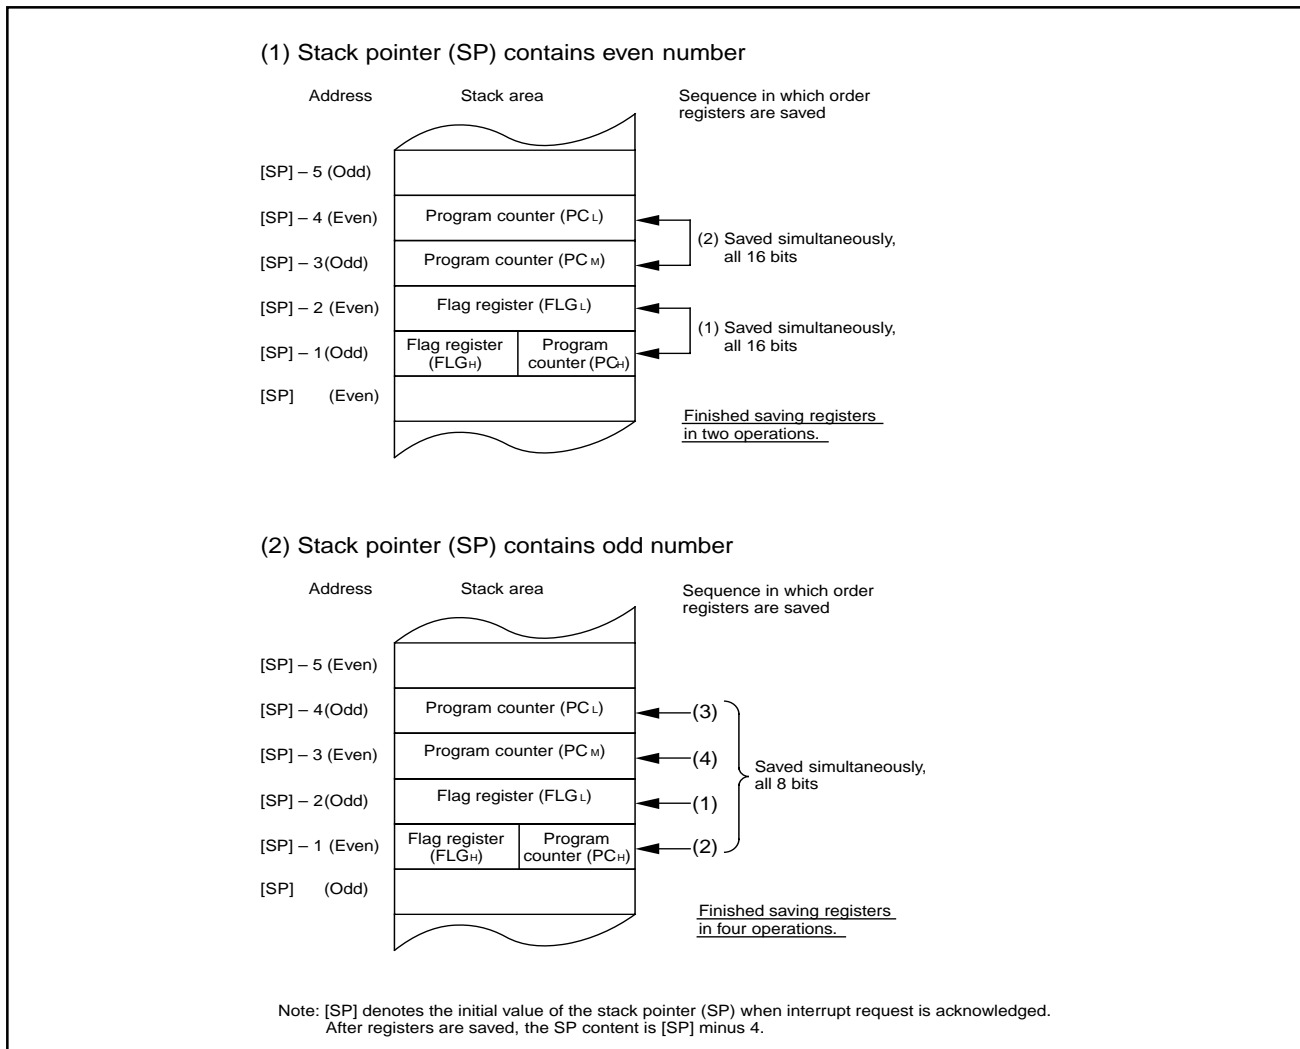 (1) Stack pointer (SP) contains even number
Address
Stack area
Sequence in which order
registers are saved
[SP] – 5 (Odd)
[SP] – 4 (Even)
Program counter (PCL)
[SP] – 3(Odd)
Program counter (PCM)
(2) Saved simultaneously,
all 16 bits
[SP] – 2 (Even)
Flag register (FLGL)
[SP] – 1(Odd)
Flag register
(FLGH)
Program
counter (PCH)
(1) Saved simultaneously,
all 16 bits
[SP] (Even)
Finished saving registers
in two operations.
(2) Stack pointer (SP) contains odd number
Address
Stack area
Sequence in which order
registers are saved
[SP] – 5 (Even)
[SP] – 4(Odd)
Program counter (PCL)
(3)
[SP] – 3 (Even)
Program counter (PCM)
(4)
Saved simultaneously,
all 8 bits
[SP] – 2(Odd)
Flag register (FLGL)
(1)
[SP] – 1 (Even)
Flag register
(FLGH)
Program
counter (PCH)
(2)
[SP] (Odd)
Finished saving registers
in four operations.
Note: [SP] denotes the initial value of the stack pointer (SP) when interrupt request is acknowledged.
After registers are saved, the SP content is [SP] minus 4.